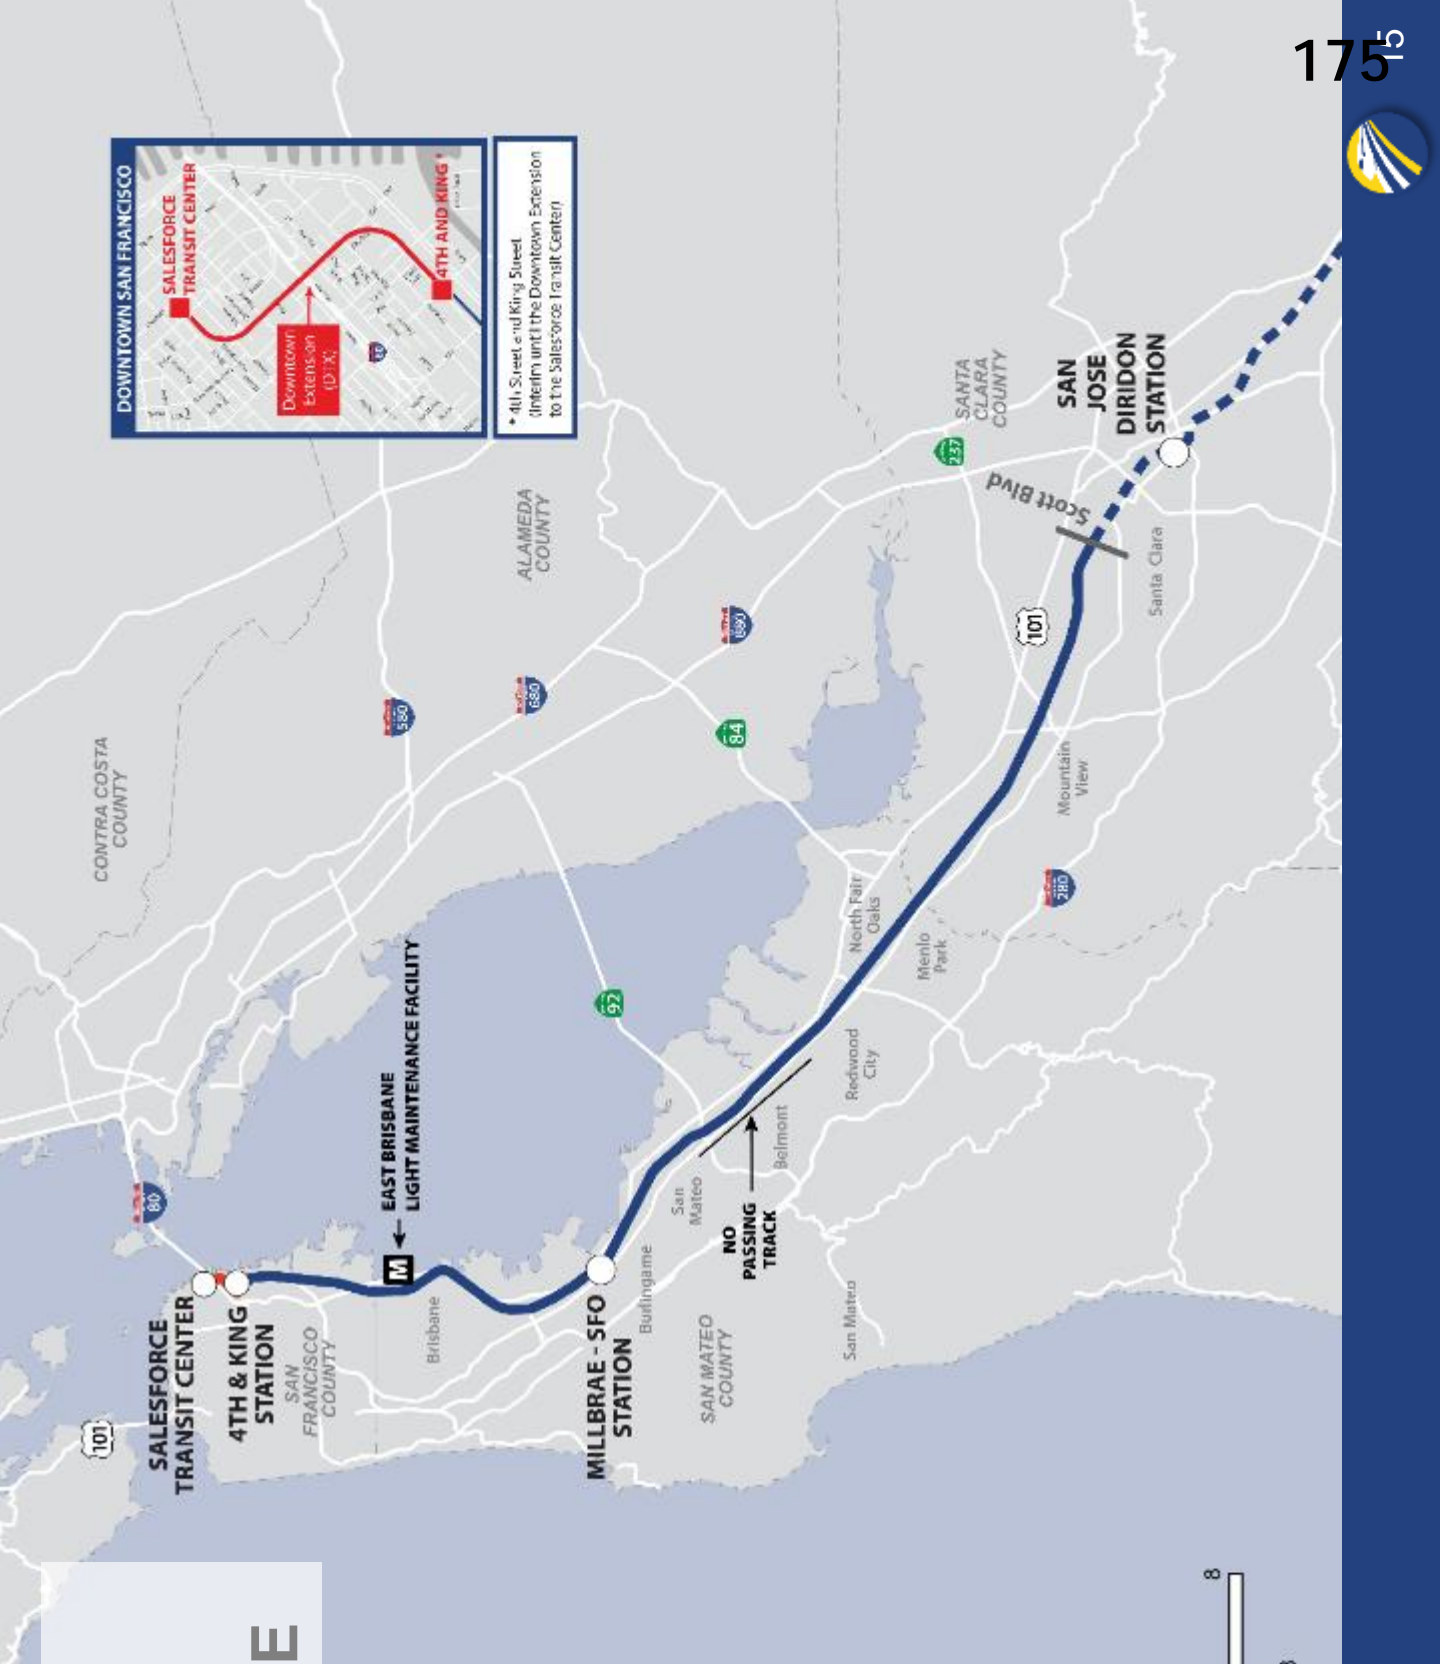 175
15
DOWNTOWN SAN FRANCISCO
SALESFORCE
TRANSIT CENTER
4TH AND KING *
Downtown
Extension
(DTX)
80
* 4th Street and King Street
(Interim until the Downtown Extension
to the Salesforce Transit Center)
CONTRA COSTA
COUNTY
ALAMEDA
COUNTY
SANTA
CLARA
COUNTY
SAN
JOSE
DIRIDON
STATION
Scott Blvd
237
580
680
880
84
101
Santa Clara
Mountain
View
280
North Fair
Oaks
Menlo
Park
92
EAST BRISBANE
LIGHT MAINTENANCE FACILITY
M
Redwood
City
Belmont
San
Mateo
NO
PASSING
TRACK
80
SALESFORCE
TRANSIT CENTER
4TH & KING
STATION
SAN
FRANCISCO
COUNTY
Brisbane
MILLBRAE - SFO
STATION
Burlingame
SAN MATEO
COUNTY
San Mateo
101
E
8